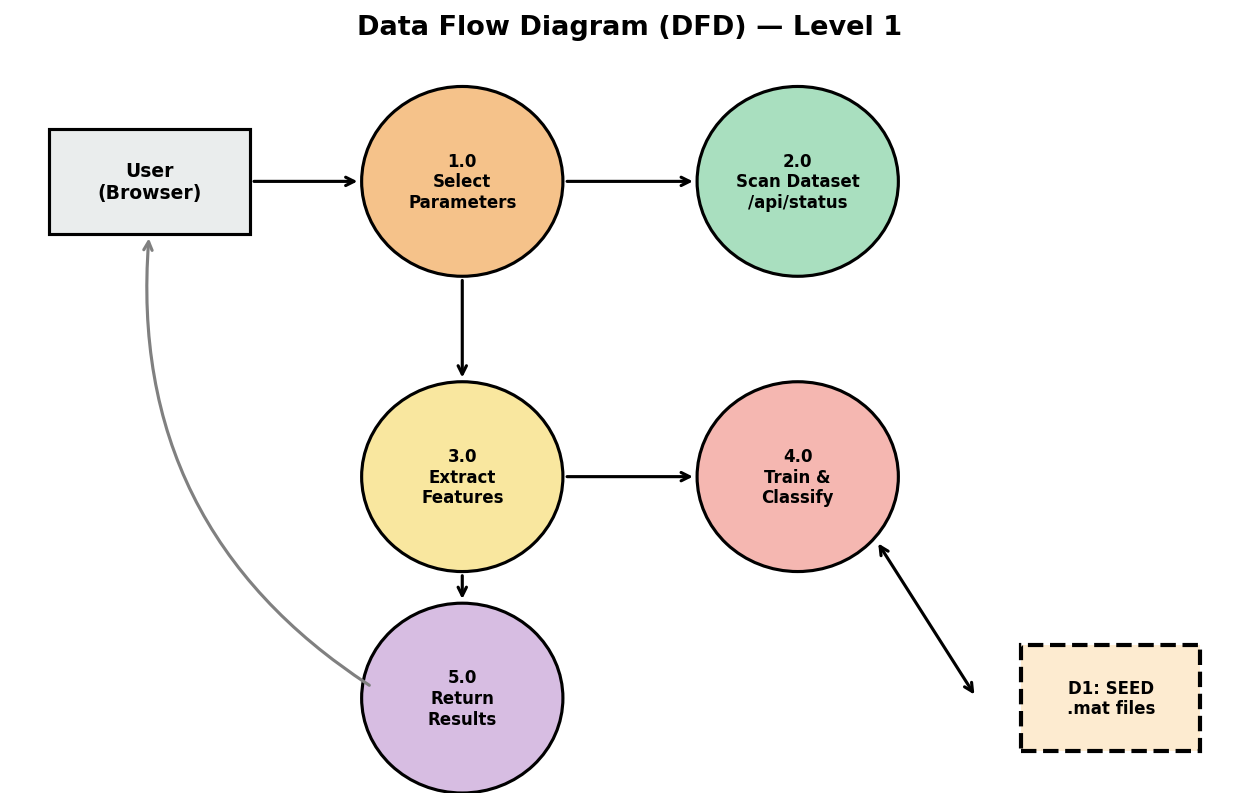 Data Flow Diagram (DFD) — Level 1
User
(Browser)
1.0
Select
Parameters
2.0
Scan Dataset
/api/status
3.0
Extract
Features
4.0
Train &
Classify
5.0
Return
Results
D1: SEED
.mat files